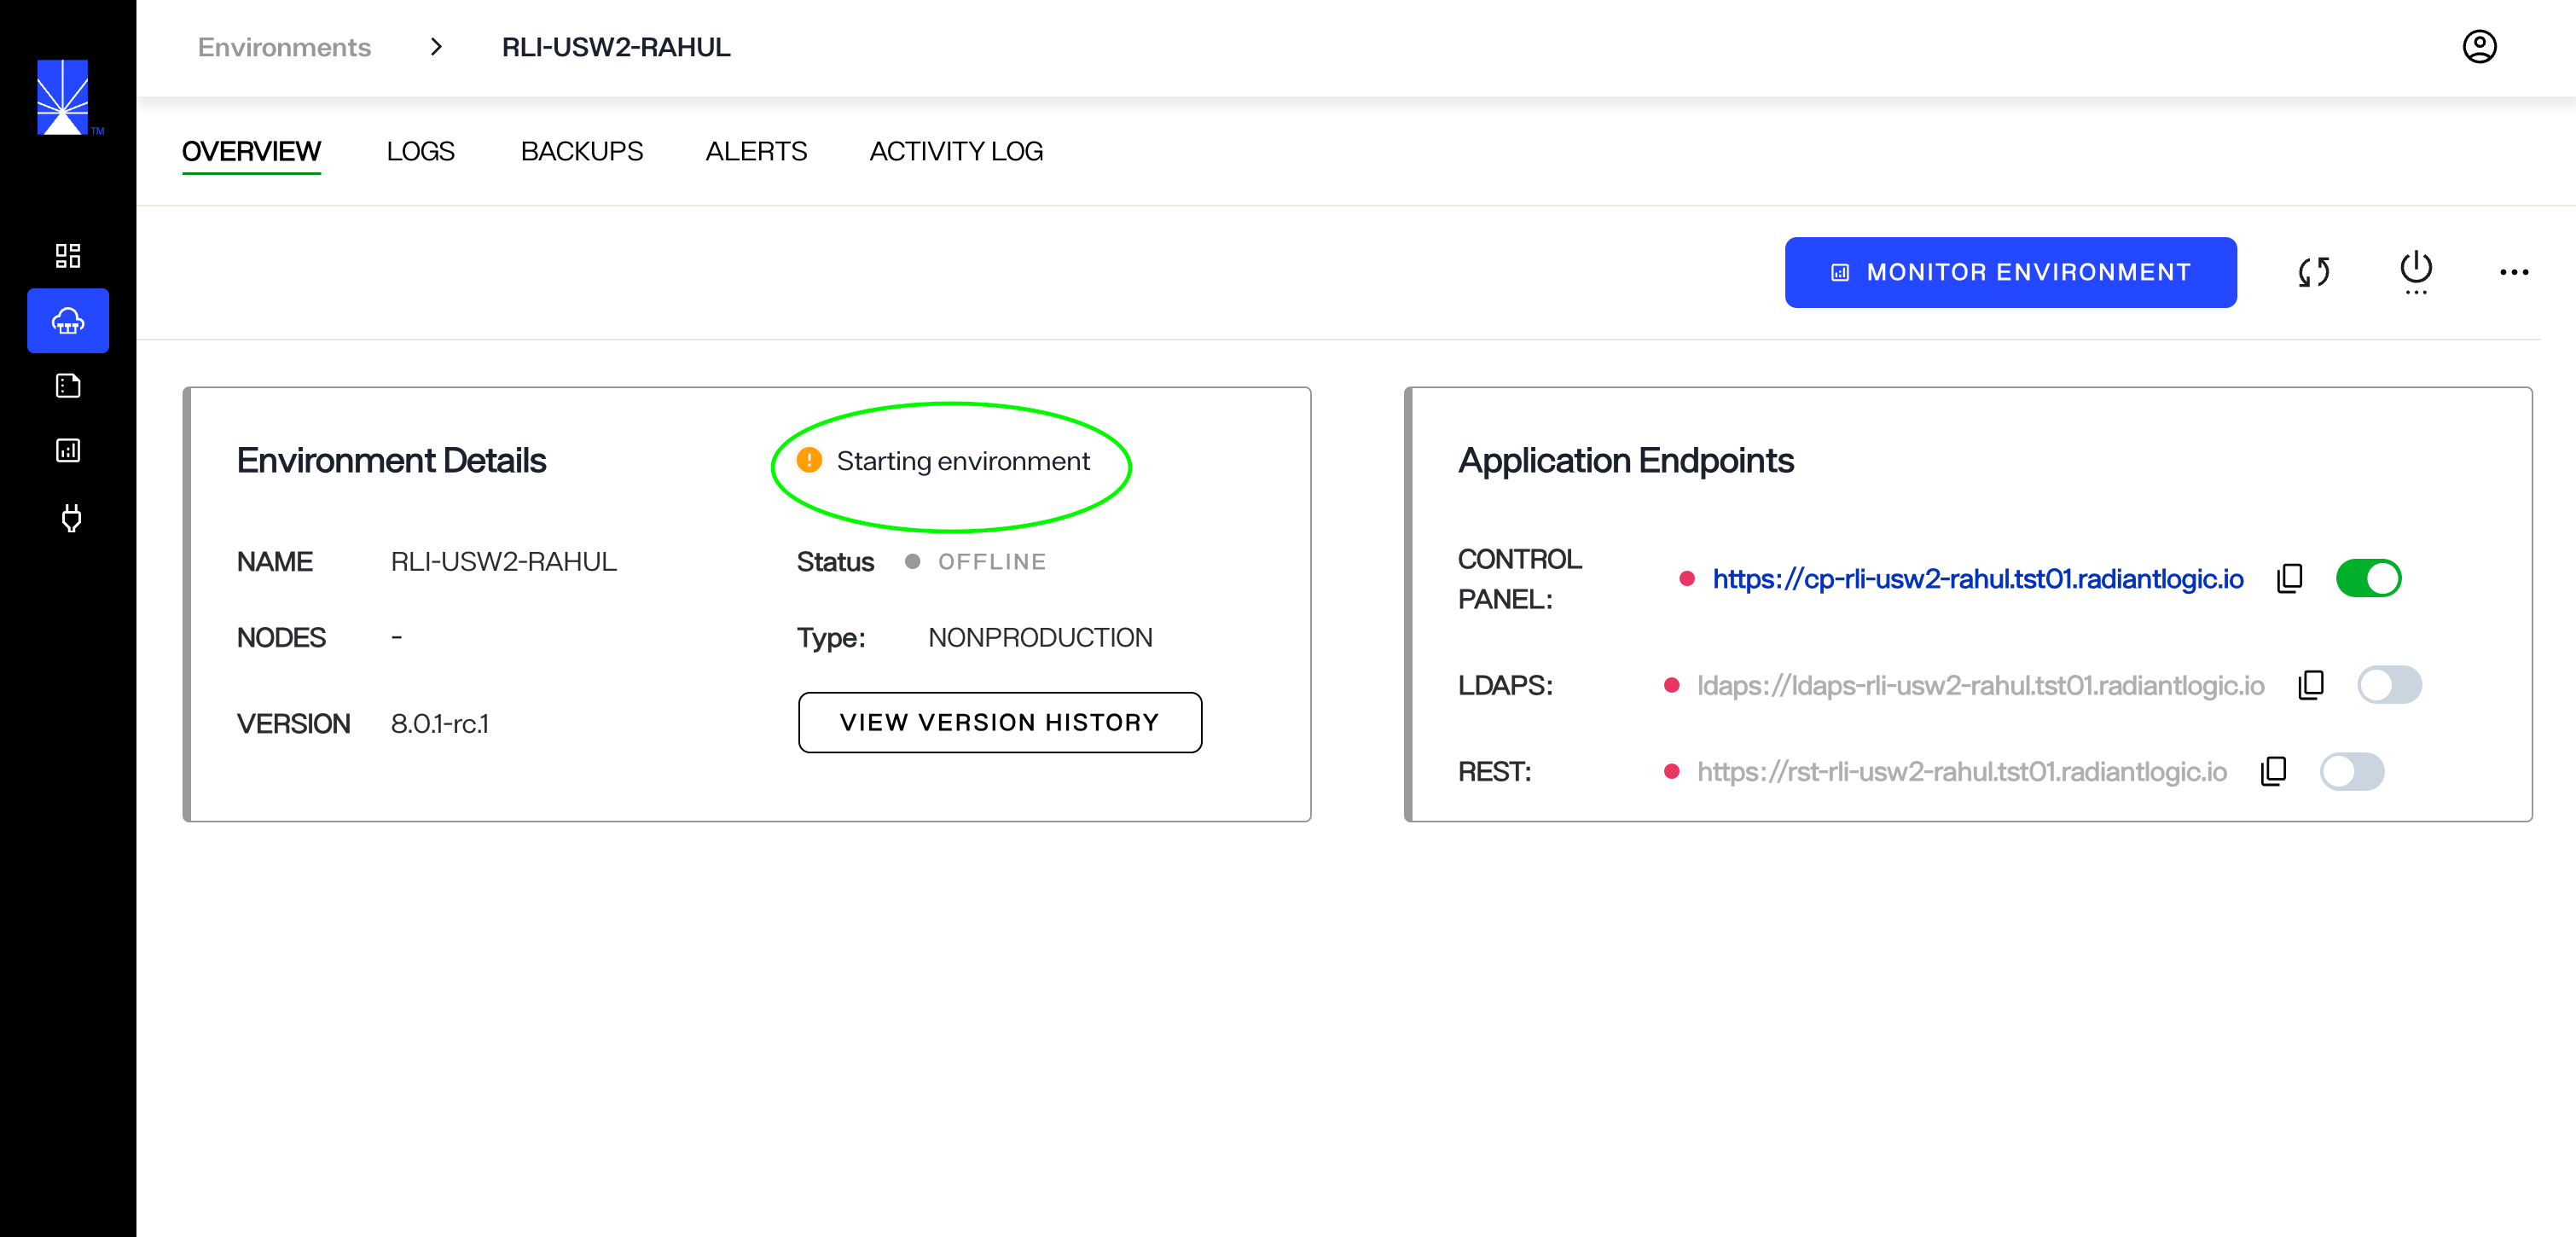 Environments > RLI-USW2-RAHUL
TM
OVERVIEW LOGS BACKUPS ALERTS ACTIVITY LOG
MONITOR ENVIRONMENT
Environment Details
Starting environment
NAME RLI-USW2-RAHUL
Status OFFLINE
NODES -
Type: NONPRODUCTION
VERSION 8.0.1-rc.1
VIEW VERSION HISTORY
Application Endpoints
CONTROL
PANEL:
https://cp-rli-usw2-rahul.tst01.radiantlogic.io
LDAPS: ldaps://ldaps-rli-usw2-rahul.tst01.radiantlogic.io
REST: https://rst-rli-usw2-rahul.tst01.radiantlogic.io